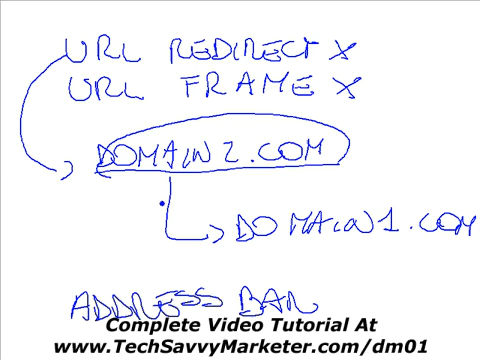 URL REDIRECT X
URL FRAME X
DOMAIN2.COM
DOMAIN1.COM
ADDRESS BAR
Complete Video Tutorial At
www.TechSavvyMarketer.com/dm01